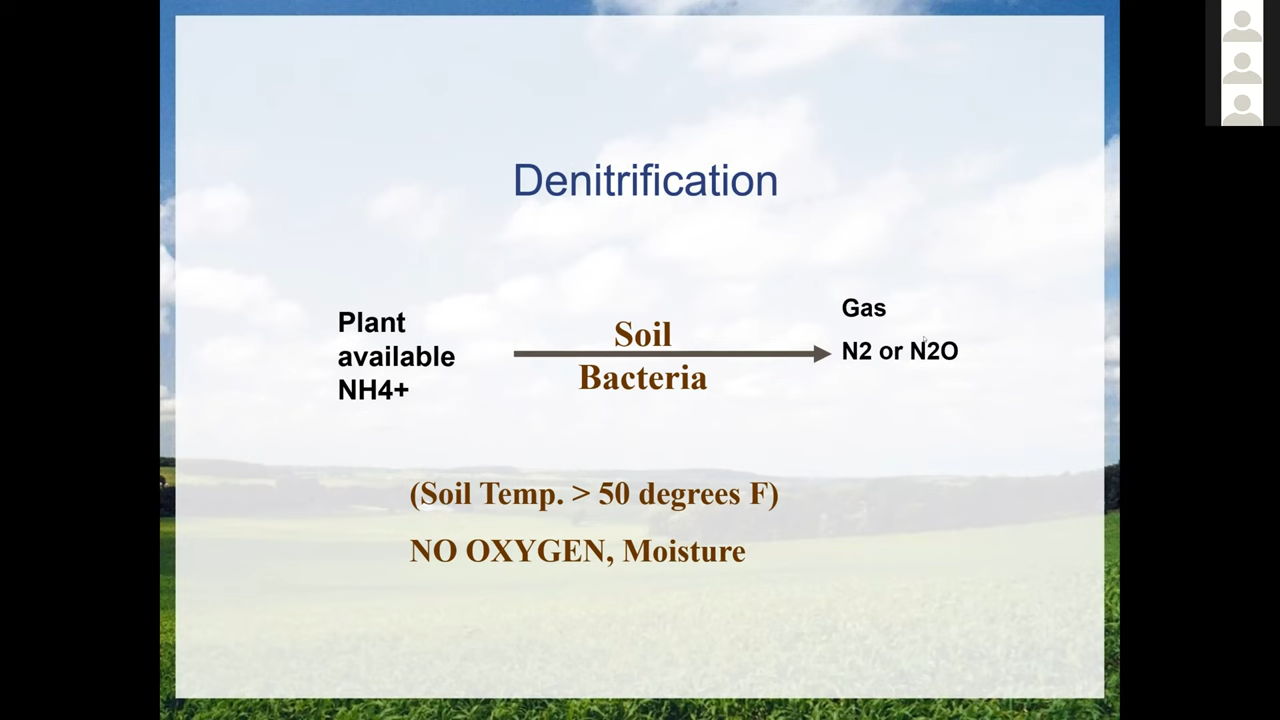 Denitrification
Plant
available
NH4+
Soil
Bacteria
Gas
N2 or N2O
(Soil Temp. > 50 degrees F)
NO OXYGEN, Moisture